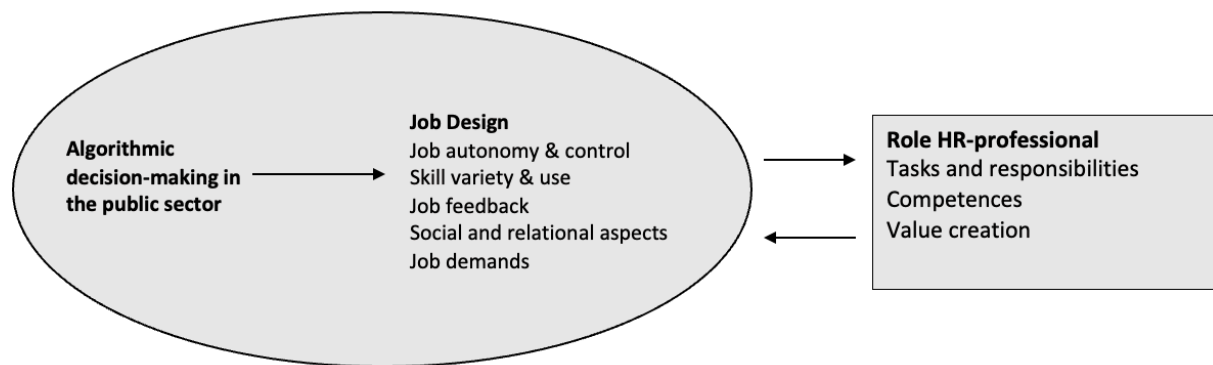 Algorithmic
decision-making in
the public sector
Job Design
Job autonomy & control
Skill variety & use
Job feedback
Social and relational aspects
Job demands
Role HR-professional
Tasks and responsibilities
Competences
Value creation